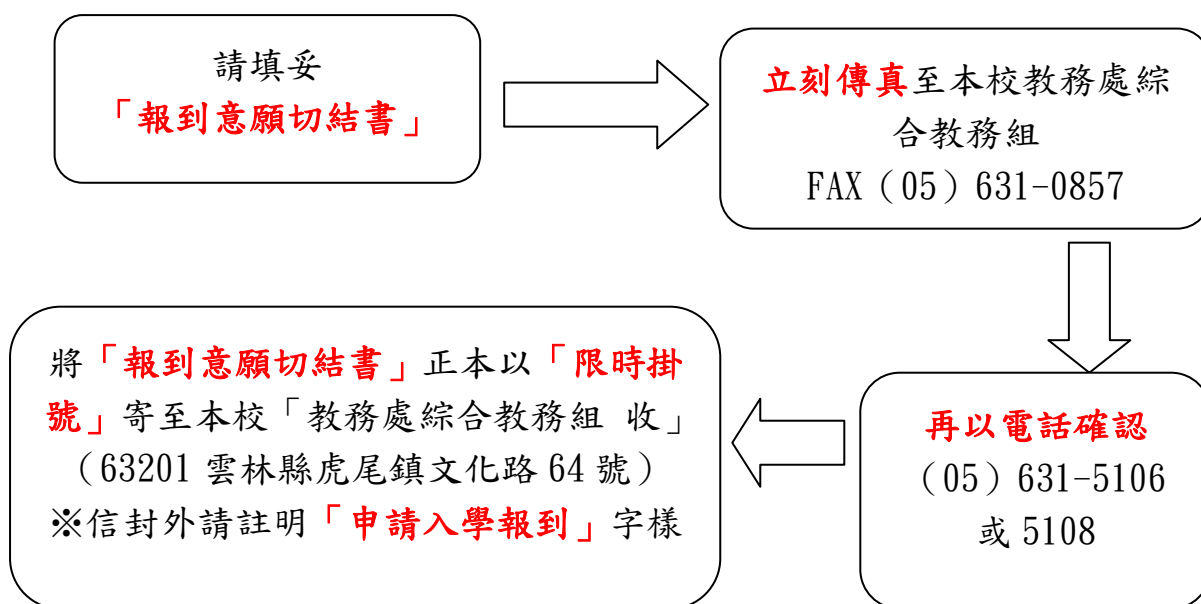 請填妥
「報到意願切結書」
立刻傳真至本校教務處綜
合教務組
FAX（05）631-0857
再以電話確認
（05）631-5106
或 5108
將「報到意願切結書」正本以「限時掛
號」寄至本校「教務處綜合教務組 收」
（63201 雲林縣虎尾鎮文化路 64 號）
※信封外請註明「申請入學報到」字樣